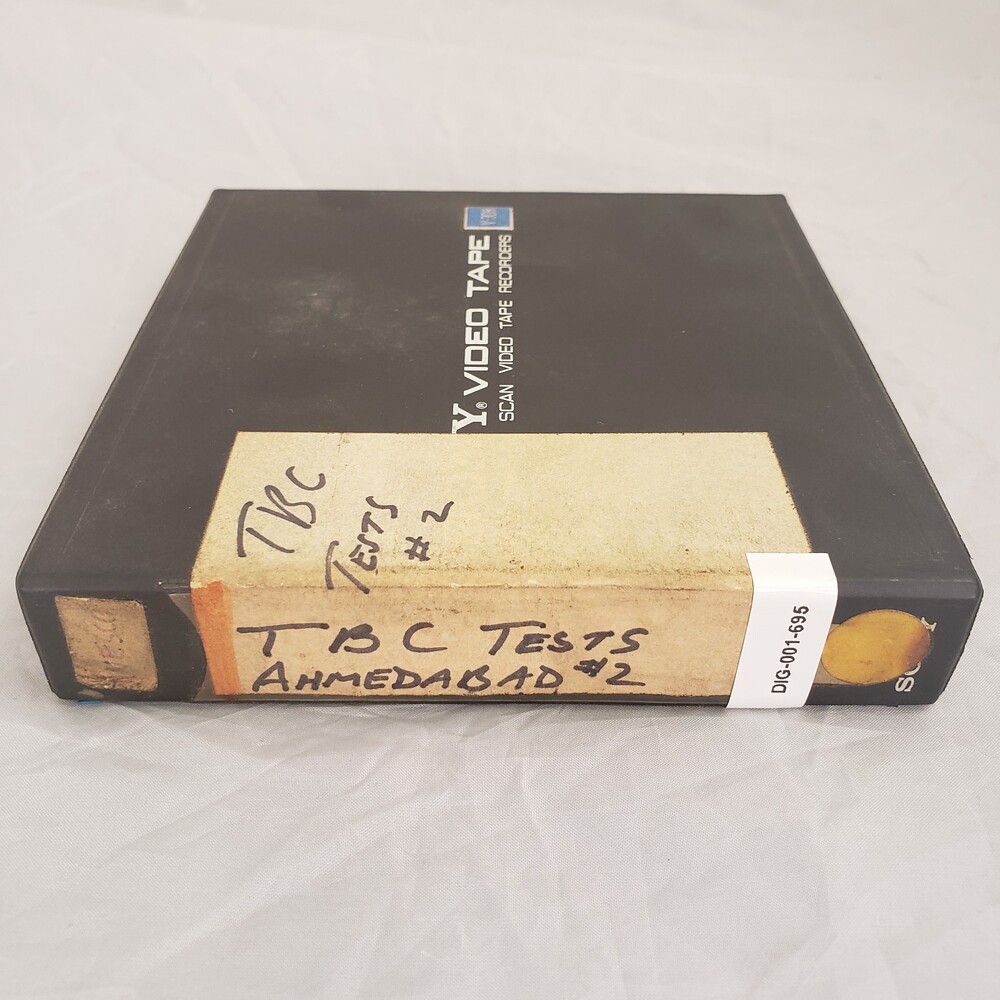 Y® VIDEO TAPE
SCAN VIDEO TAPE RECORDERS
TBC
TESTS
#2
TBC TESTS
AHMEDABAD #2
DIG-001-695